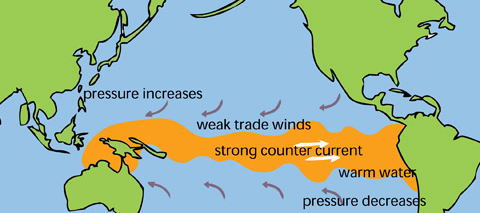 pressure increases
weak trade winds
strong counter current
warm water
pressure decreases